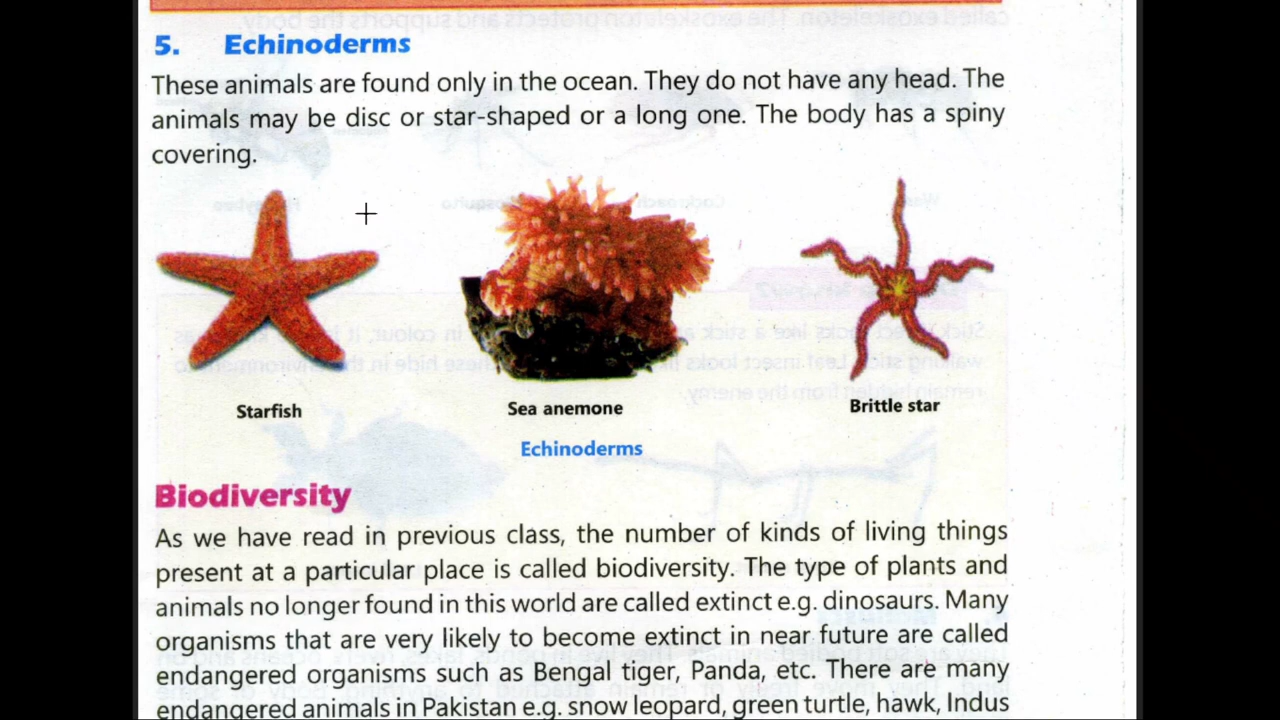 5. Echinoderms
These animals are found only in the ocean. They do not have any head. The
animals may be disc or star-shaped or a long one. The body has a spiny
covering.
Starfish
Sea anemone
Brittle star
Echinoderms
Biodiversity
As we have read in previous class, the number of kinds of living things
present at a particular place is called biodiversity. The type of plants and
animals no longer found in this world are called extinct e.g. dinosaurs. Many
organisms that are very likely to become extinct in near future are called
endangered organisms such as Bengal tiger, Panda, etc. There are many
endangered animals in Pakistan e.g. snow leopard, green turtle, hawk, Indus